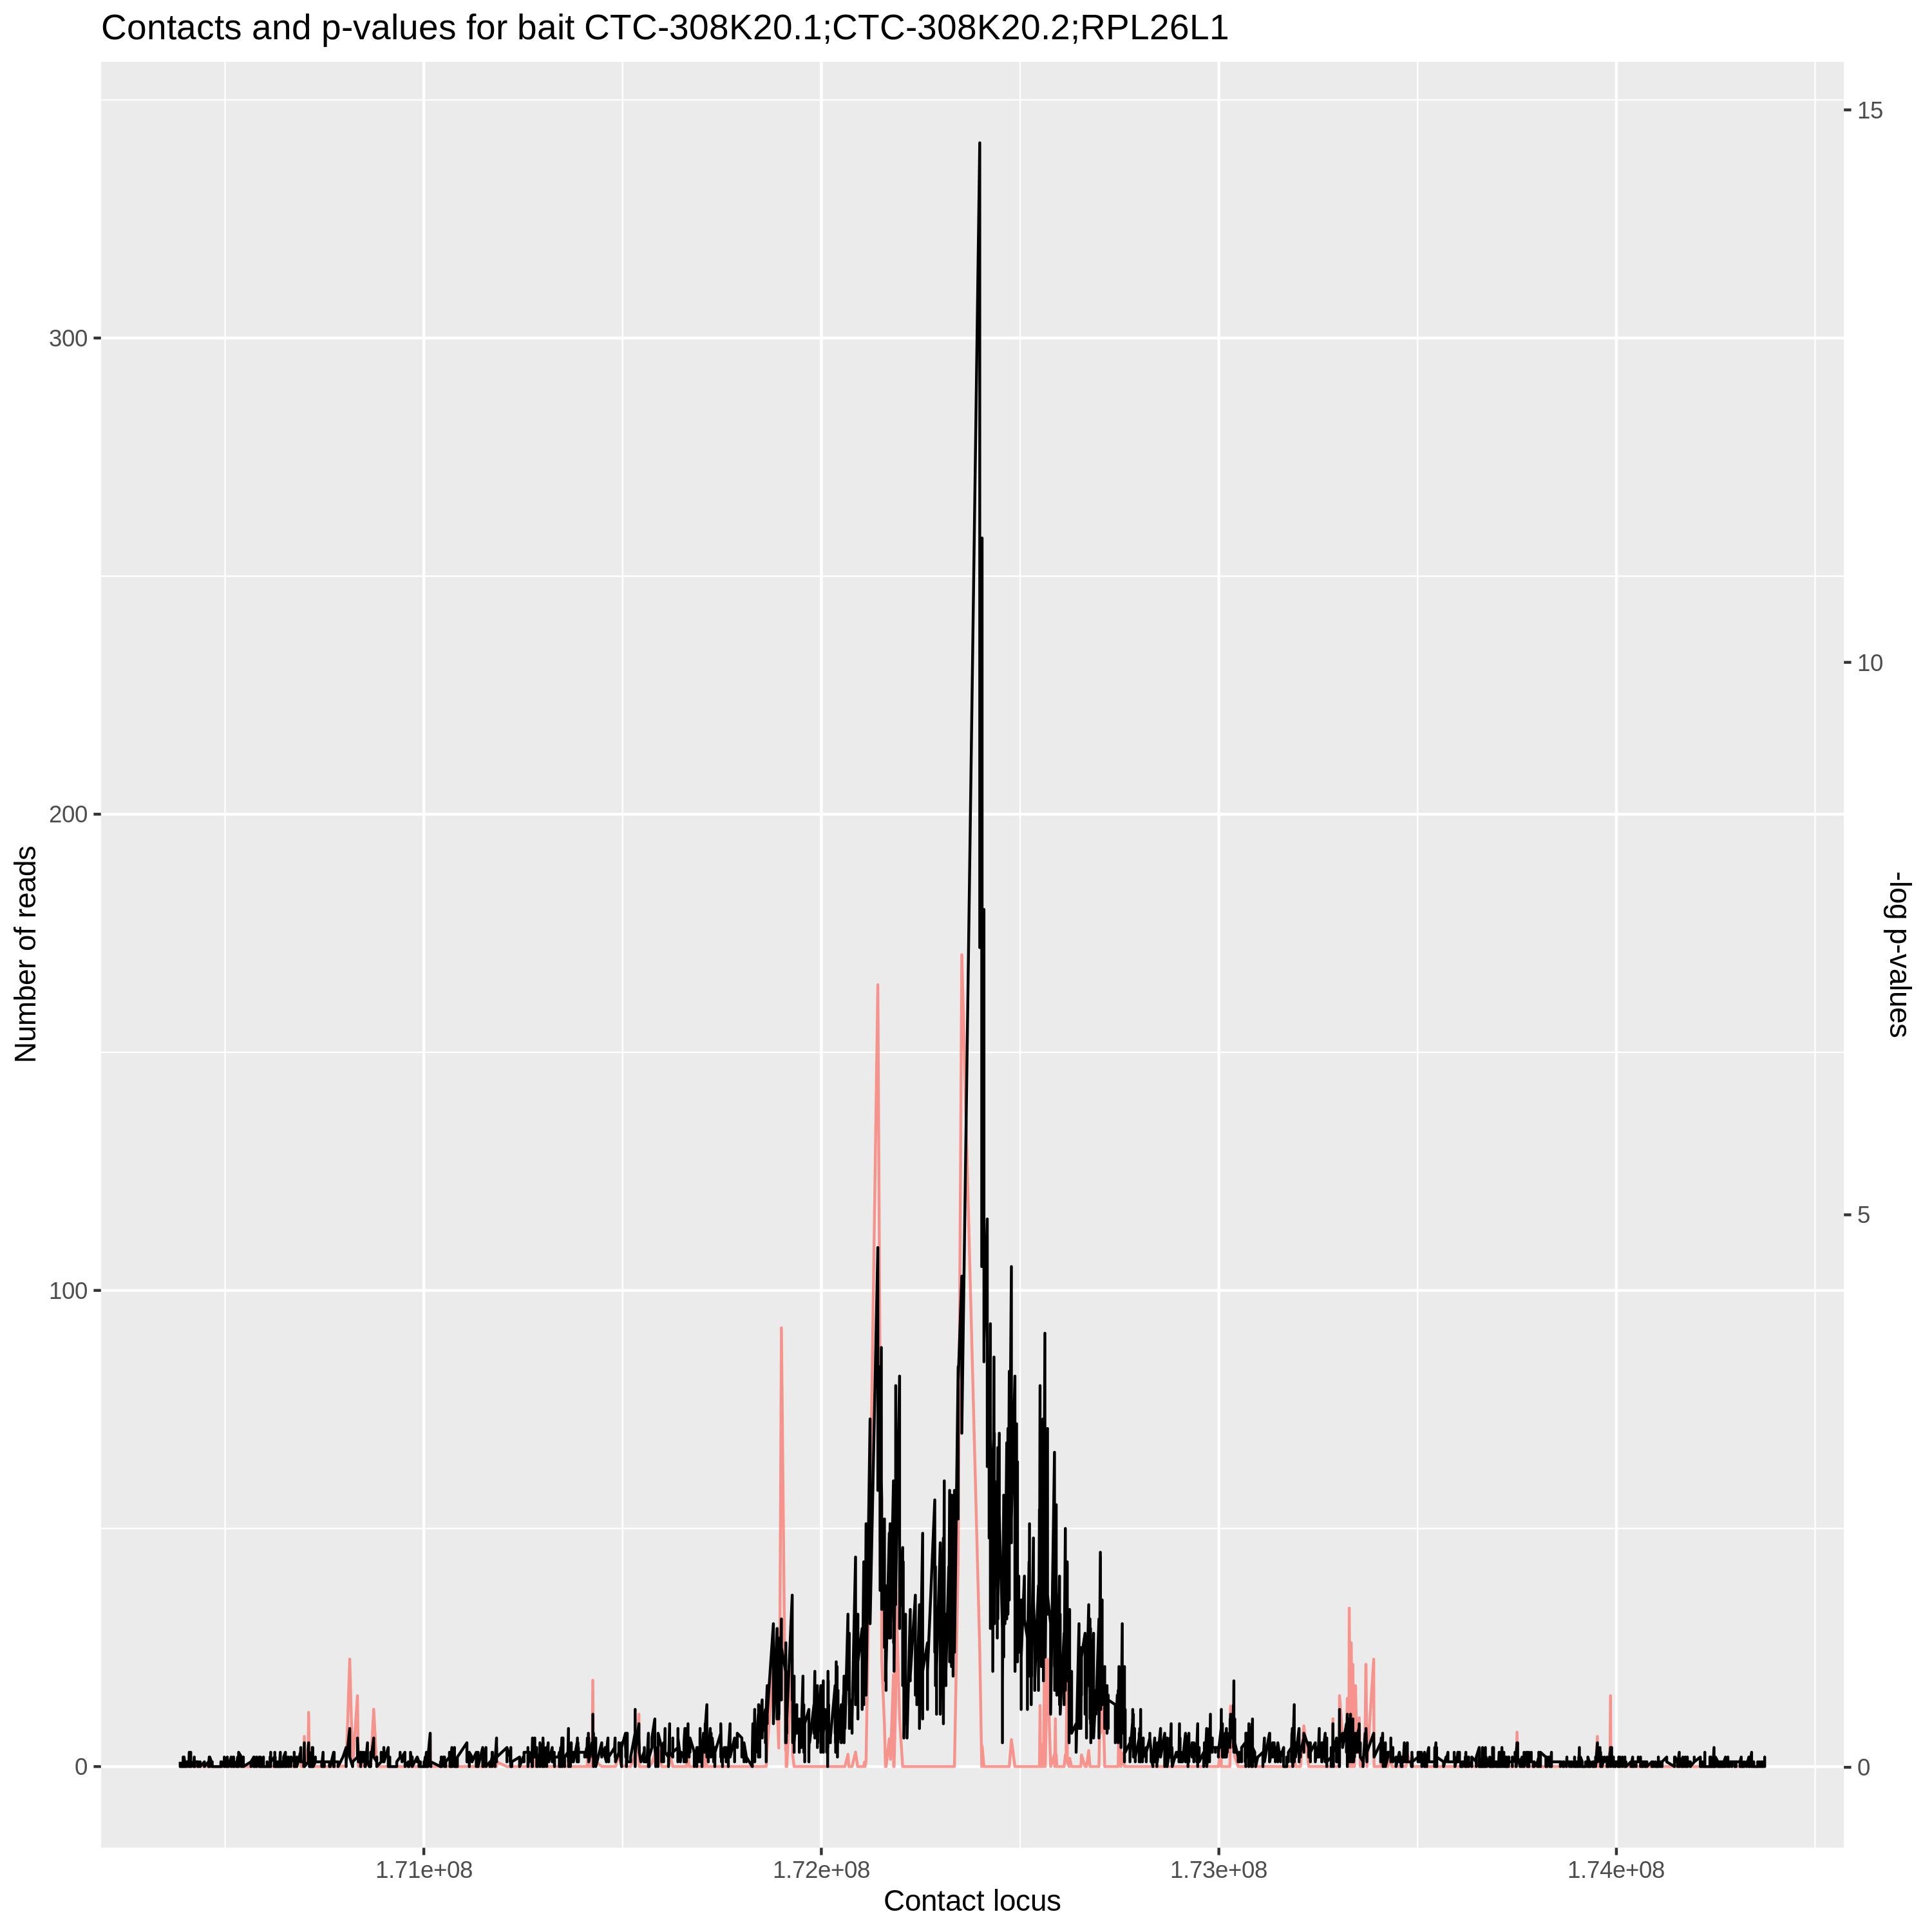 Contacts and p-values for bait CTC-308K20.1;CTC-308K20.2;RPL26L1
15
300
10
200
Number of reads
-log p-values
5
100
0
0
1.71e+08
1.72e+08
1.73e+08
1.74e+08
Contact locus